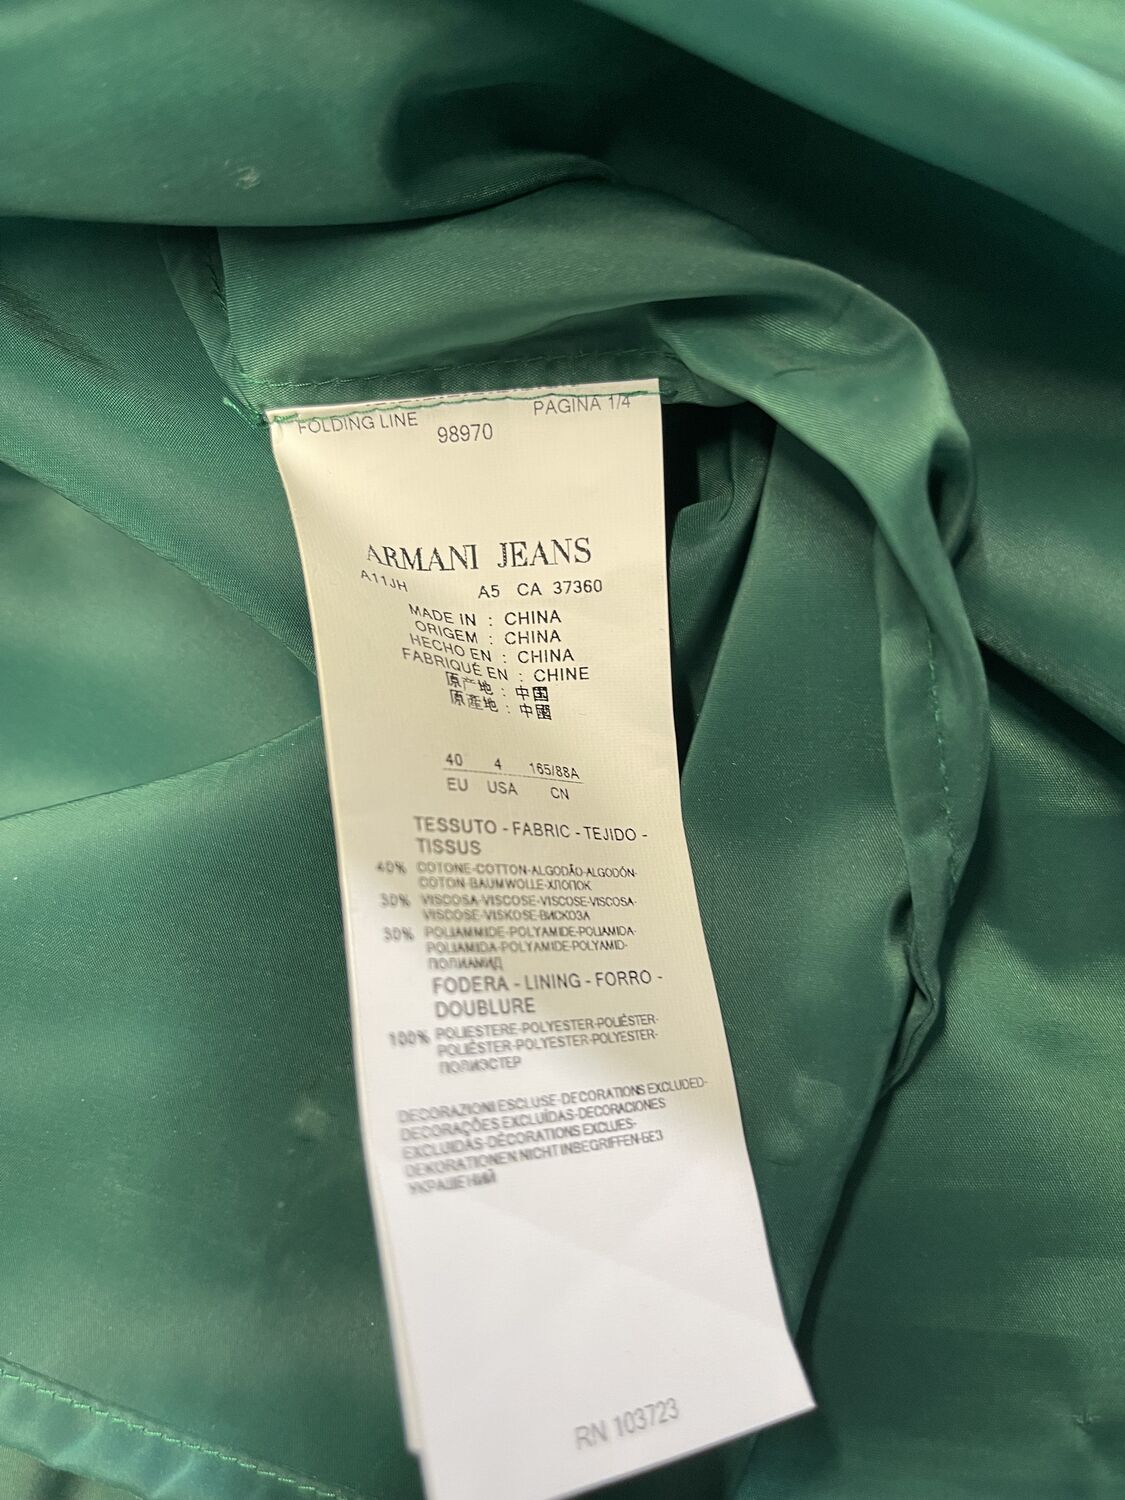 FOLDING LINE
PAGINA 1/4
98970
ARMANI JEANS
A11JH A5 CA 37360
MADE IN : CHINA
ORIGEM : CHINA
HECHO EN : CHINA
FABRIQUÉ EN : CHINE
原产地 : 中国
原產地 : 中國
40 4 165/88A
EU USA CN
TESSUTO - FABRIC - TEJIDO -
TISSUS
40% COTONE-COTTON-ALGODÃO-ALGODÓN-
COTON-BAUMWOLLE-ХЛОПОК
30% VISCOSA-VISCOSE-VISCOSE-VISCOSA-
VISCOSE-VISKOSE-ВИСКОЗА
30% POLIAMMIDE-POLYAMIDE-POLIAMIDA-
POLIAMIDA-POLYAMIDE-POLYAMID-
ПОЛИАМИД
FODERA - LINING - FORRO -
DOUBLURE
100% POLIESTERE-POLYESTER-POLIÉSTER-
POLIÉSTER-POLYESTER-POLYESTER-
ПОЛИЭСТЕР
DECORAZIONI ESCLUSE-DECORATIONS EXCLUDED-
DECORAÇÕES EXCLUÍDAS-DECORACIONES
EXCLUIDAS-DÉCORATIONS EXCLUES-
DEKORATIONEN NICHT INBEGRIFFEN-БЕЗ
УКРАШЕНИЙ
RN 103723